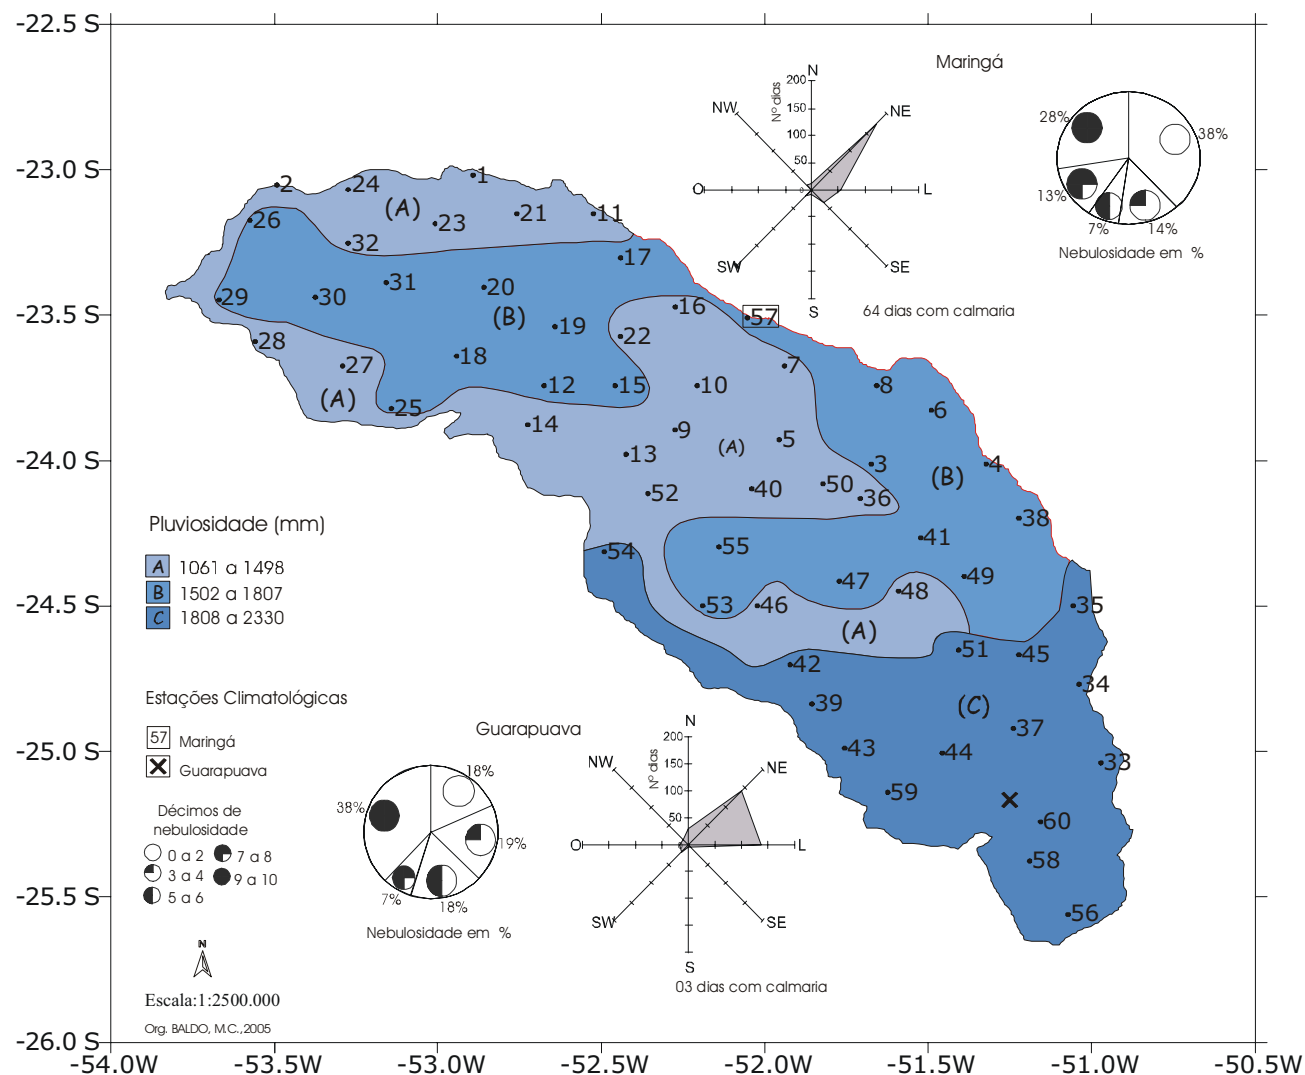 -22.5 S
-23.0 S
-23.5 S
-24.0 S
-24.5 S
-25.0 S
-25.5 S
-26.0 S
-54.0W
-53.5W
-53.0W
-52.5W
-52.0W
-51.5W
-51.0W
-50.5W
Maringá
N
NE
L
SE
S
SW
O
NW
Nº dias
200
150
100
50
64 dias com calmaria
28%
38%
13%
7%
14%
Nebulosidade em %
2
24
1
26
(A)
23
21
11
32
17
31
20
29
30
(B)
16
57
19
28
22
27
18
7
12
15
10
8
(A)
25
6
14
9
5
(A)
13
3
4
(B)
52
40
50
36
38
55
41
54
47
49
48
53
46
35
(A)
51
45
42
34
39
(C)
37
43
44
33
59
60
58
56
Pluviosidade (mm)
A 1061 a 1498
B 1502 a 1807
C 1808 a 2330
Estações Climatológicas
57 Maringá
Guarapuava
Décimos de
nebulosidade
0 a 2
7 a 8
3 a 4
9 a 10
5 a 6
N
Escala:1:2500.000
Org. BALDO, M.C.,2005
Guarapuava
38%
18%
19%
7%
18%
Nebulosidade em %
N
NE
L
SE
S
SW
O
NW
Nº dias
200
150
100
50
03 dias com calmaria